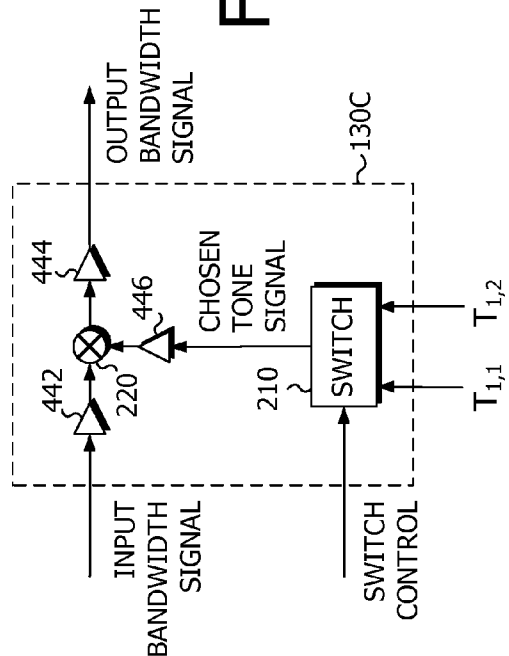 F
INPUT
BANDWIDTH
SIGNAL
442
220
444
446
OUTPUT
BANDWIDTH
SIGNAL
CHOSEN
TONE
SIGNAL
210
SWITCH
130C
SWITCH
CONTROL
T1,1
T1,2